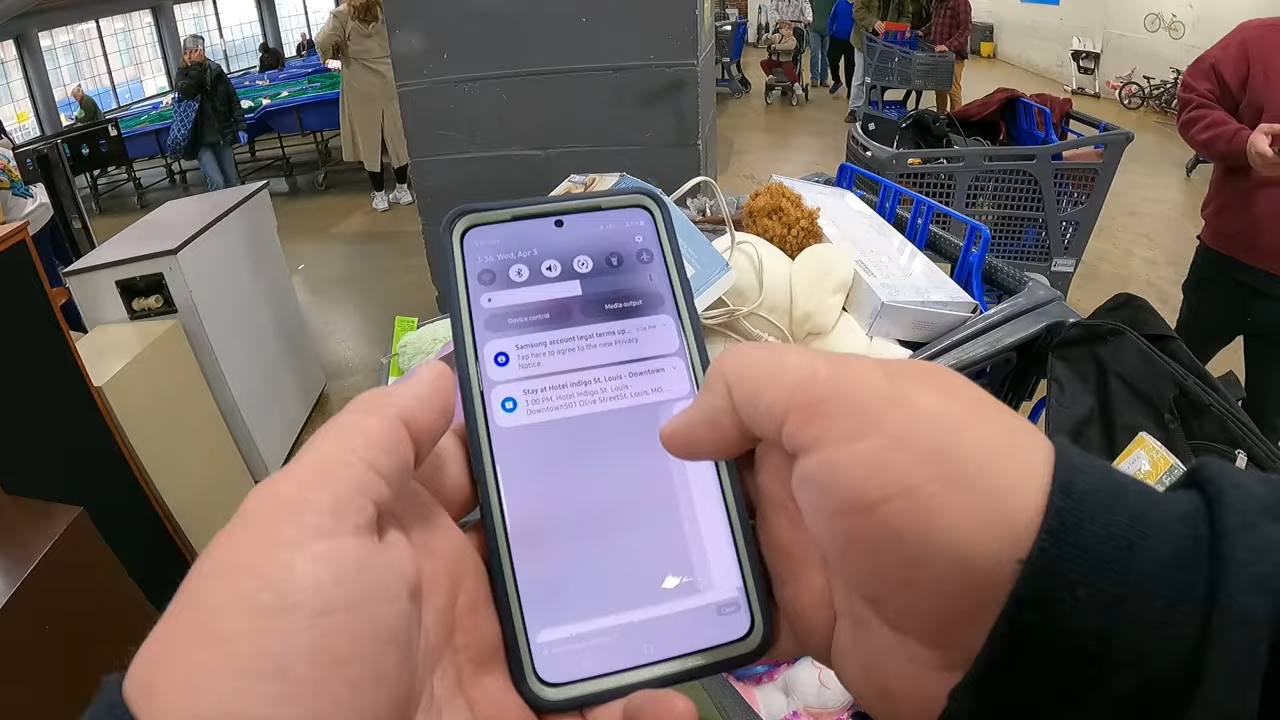 3:36 Wed, Apr 3
Device control
Media output
Samsung account legal terms up...
Tap here to agree to the new Privacy
Notice.
Stay at Hotel Indigo St. Louis - Downtown
3:00 PM, Hotel Indigo St. Louis -
Downtown501 Olive StreetSt. Louis, MO...
Clear